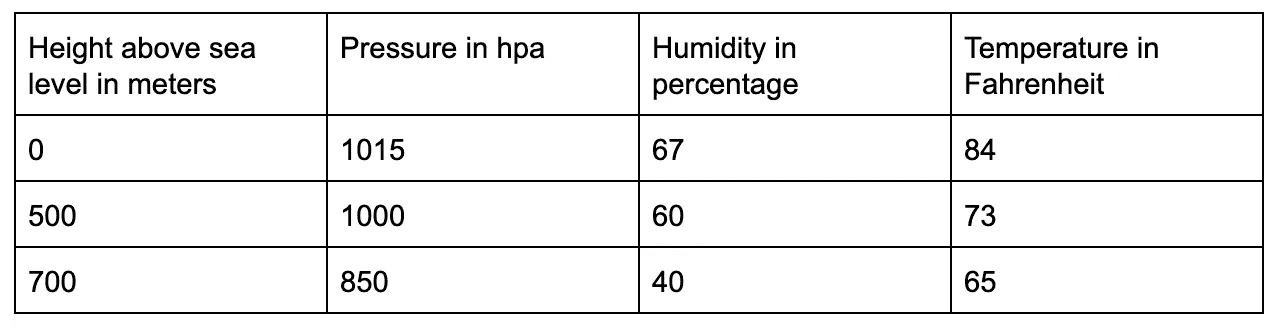 Height above sea level in meters | Pressure in hpa | Humidity in percentage | Temperature in Fahrenheit
0 | 1015 | 67 | 84
500 | 1000 | 60 | 73
700 | 850 | 40 | 65